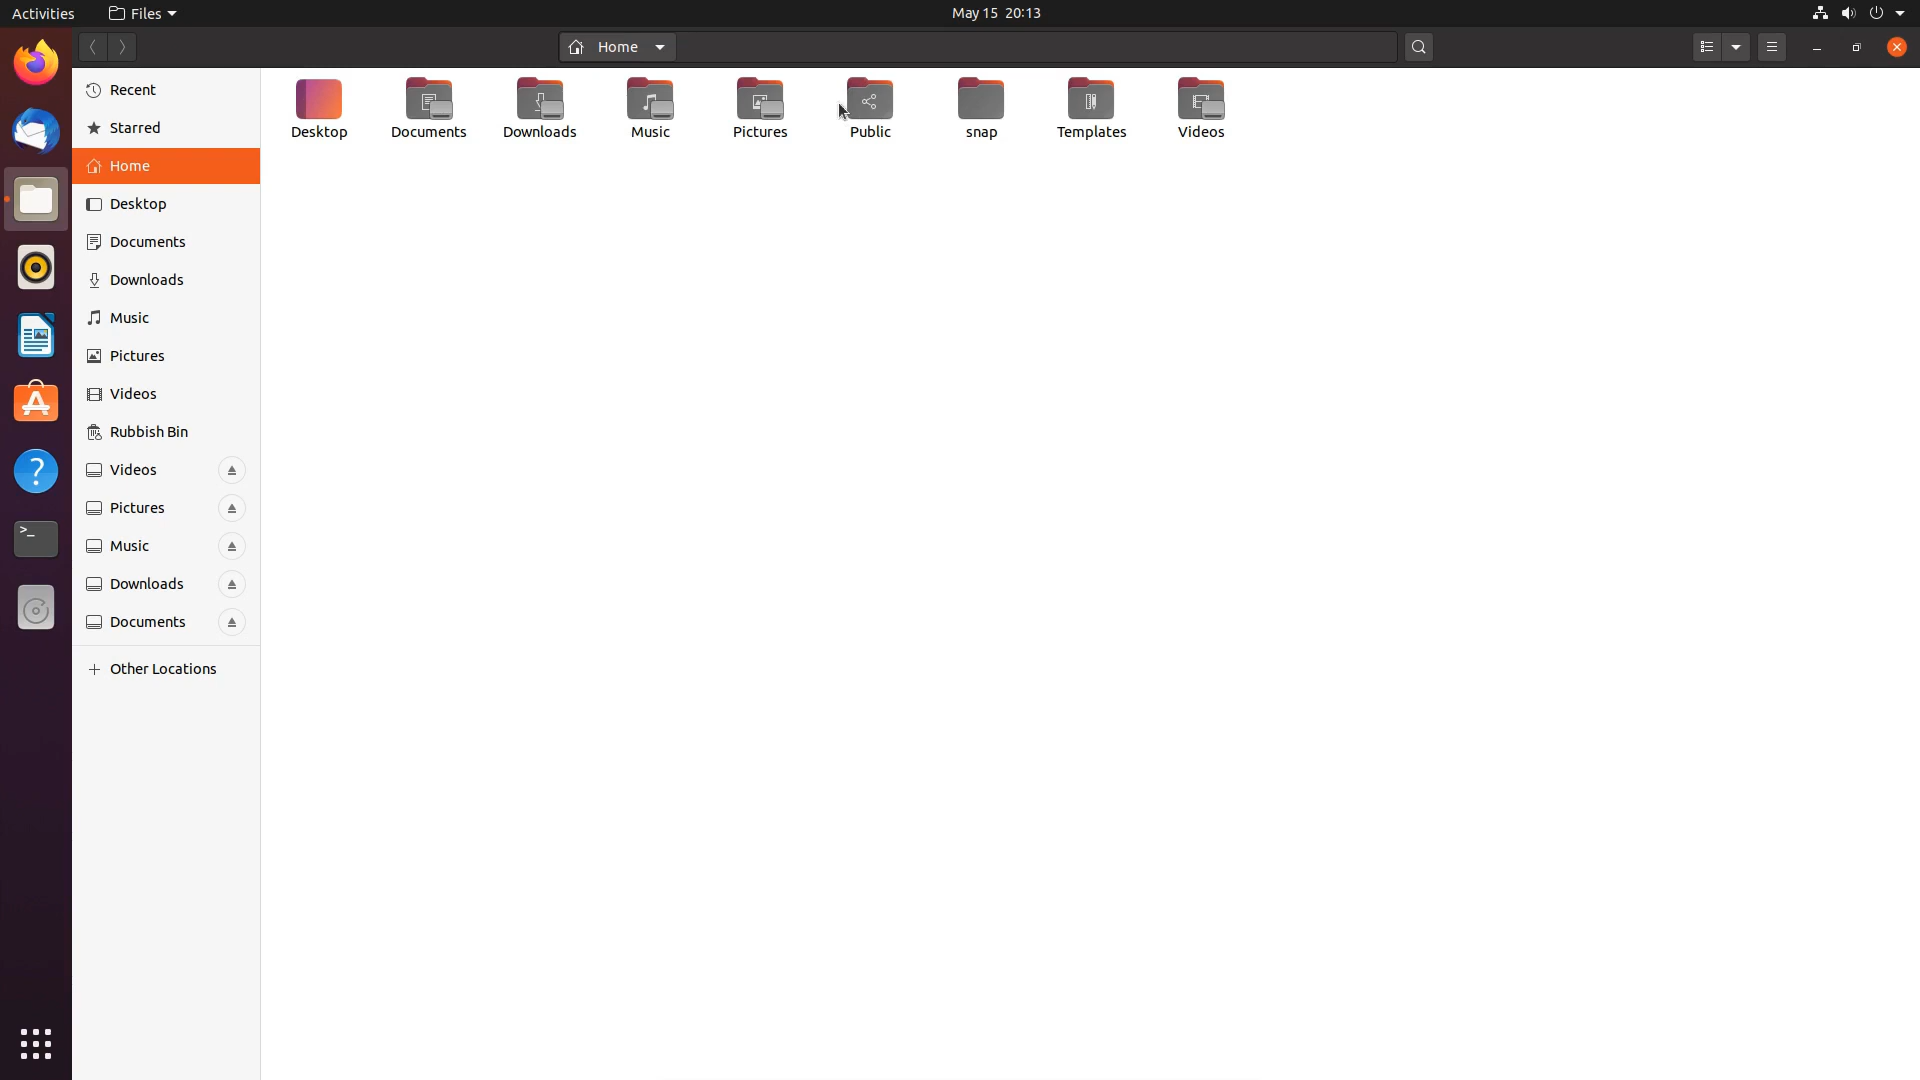 Activities Files May 15 20:13
Home
Recent
Starred
Home
Desktop
Documents
Downloads
Music
Pictures
Videos
Rubbish Bin
Videos
Pictures
Music
Downloads
Documents
Other Locations
Desktop Documents Downloads Music Pictures Public snap Templates Videos